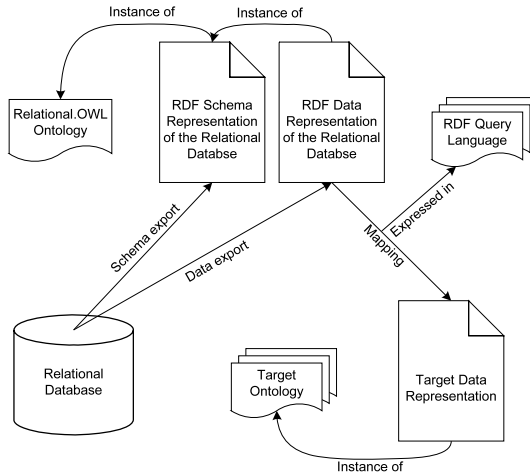 Instance of
Instance of
Relational.OWL
Ontology
RDF Schema
Representation
of the Relational
Databse
RDF Data
Representation
of the Relational
Databse
RDF Query
Language
Schema export
Data export
Mapping
Expressed in
Relational
Database
Target
Ontology
Target Data
Representation
Instance of